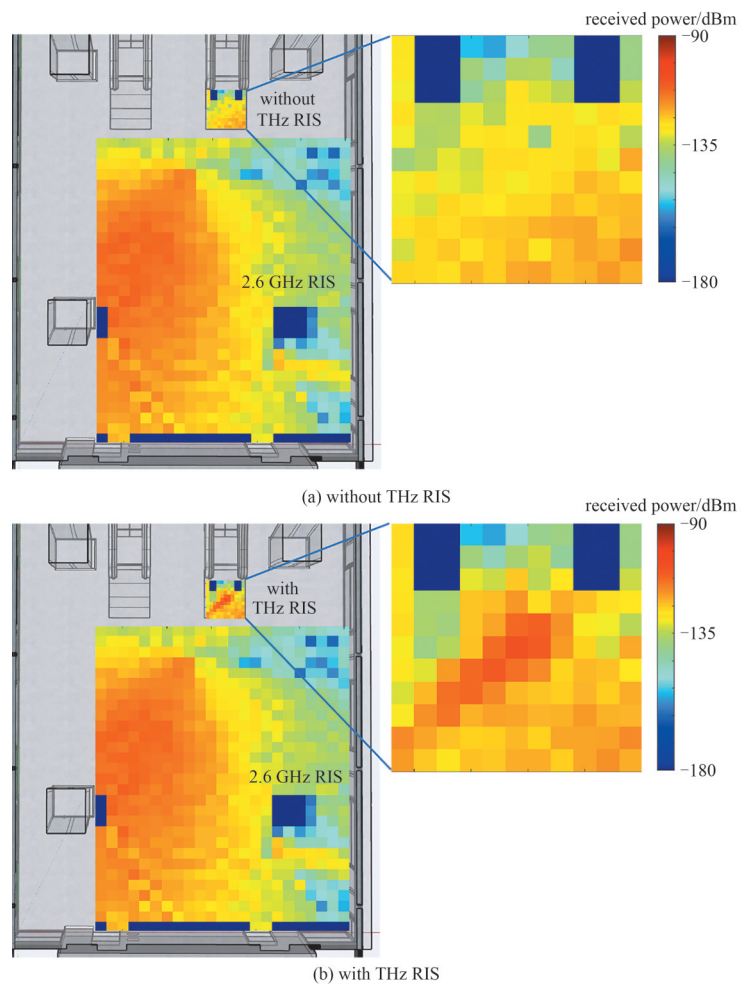 received power/dBm
−90
without
THz RIS
−135
2.6 GHz RIS
−180
(a) without THz RIS
received power/dBm
−90
with
THz RIS
−135
2.6 GHz RIS
−180
(b) with THz RIS